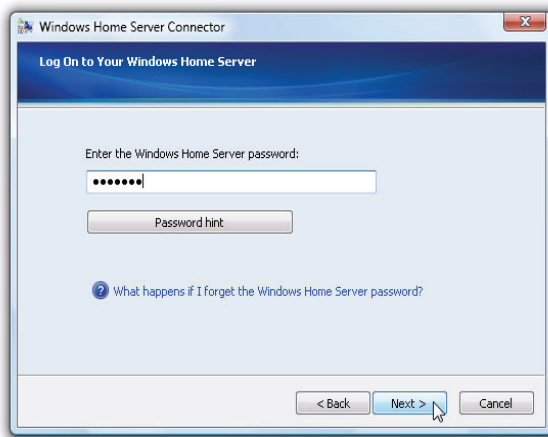 Windows Home Server Connector
Log On to Your Windows Home Server
Enter the Windows Home Server password:
•••••••
Password hint
? What happens if I forget the Windows Home Server password?
< Back Next > Cancel